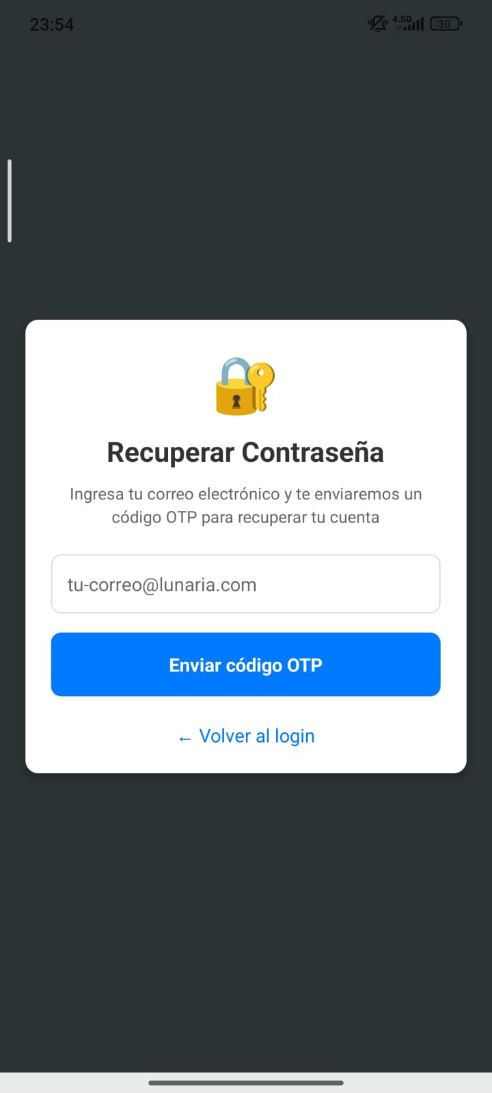 23:54
4.5G
30
Recuperar Contraseña
Ingresa tu correo electrónico y te enviaremos un
código OTP para recuperar tu cuenta
tu-correo@lunaria.com
Enviar código OTP
← Volver al login